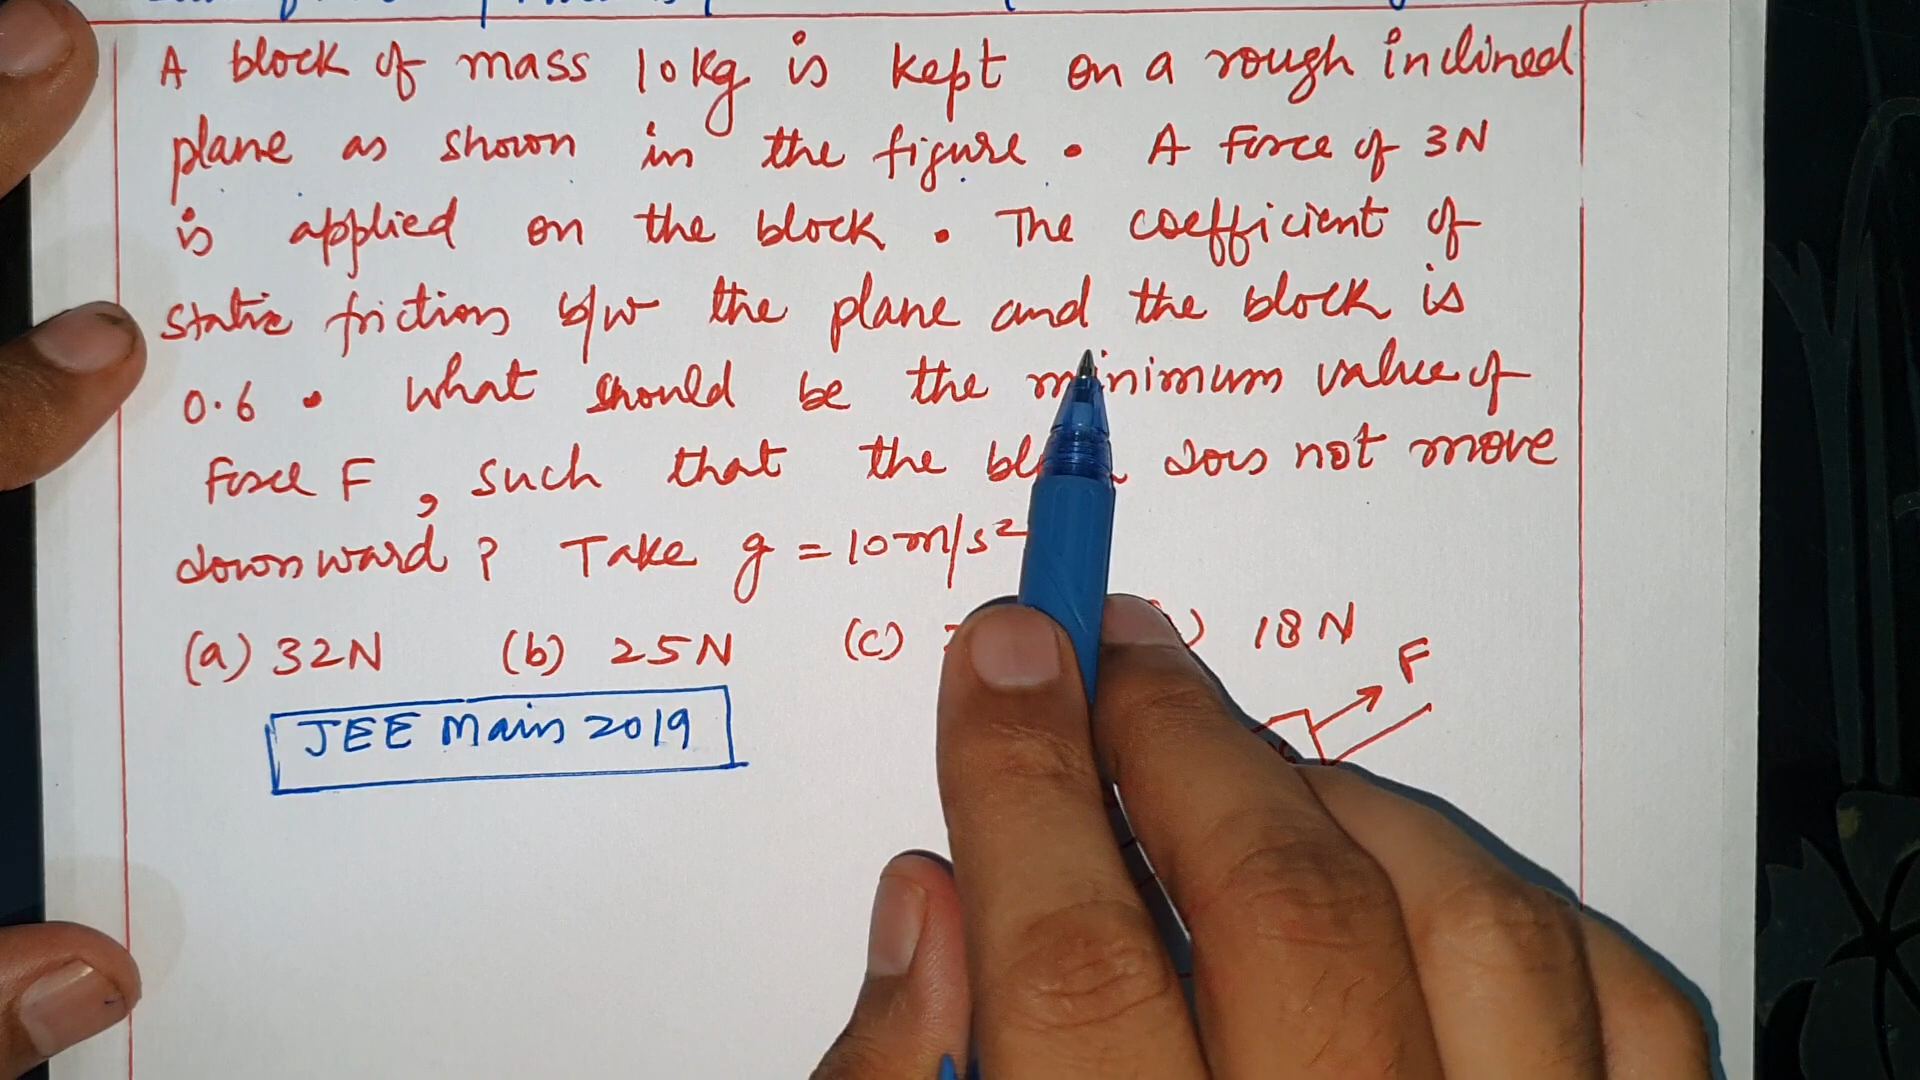 A block of mass 10kg is kept on a rough inclined
plane as shown in the figure. A force of 3N
is applied on the block. The coefficient of
static friction b/w the plane and the block is
0.6. What should be the minimum value of
force F, such that the does not move
downward? Take g = 10m/s²
(a) 32N (b) 25N (c) 18N
F
JEE Main 2019